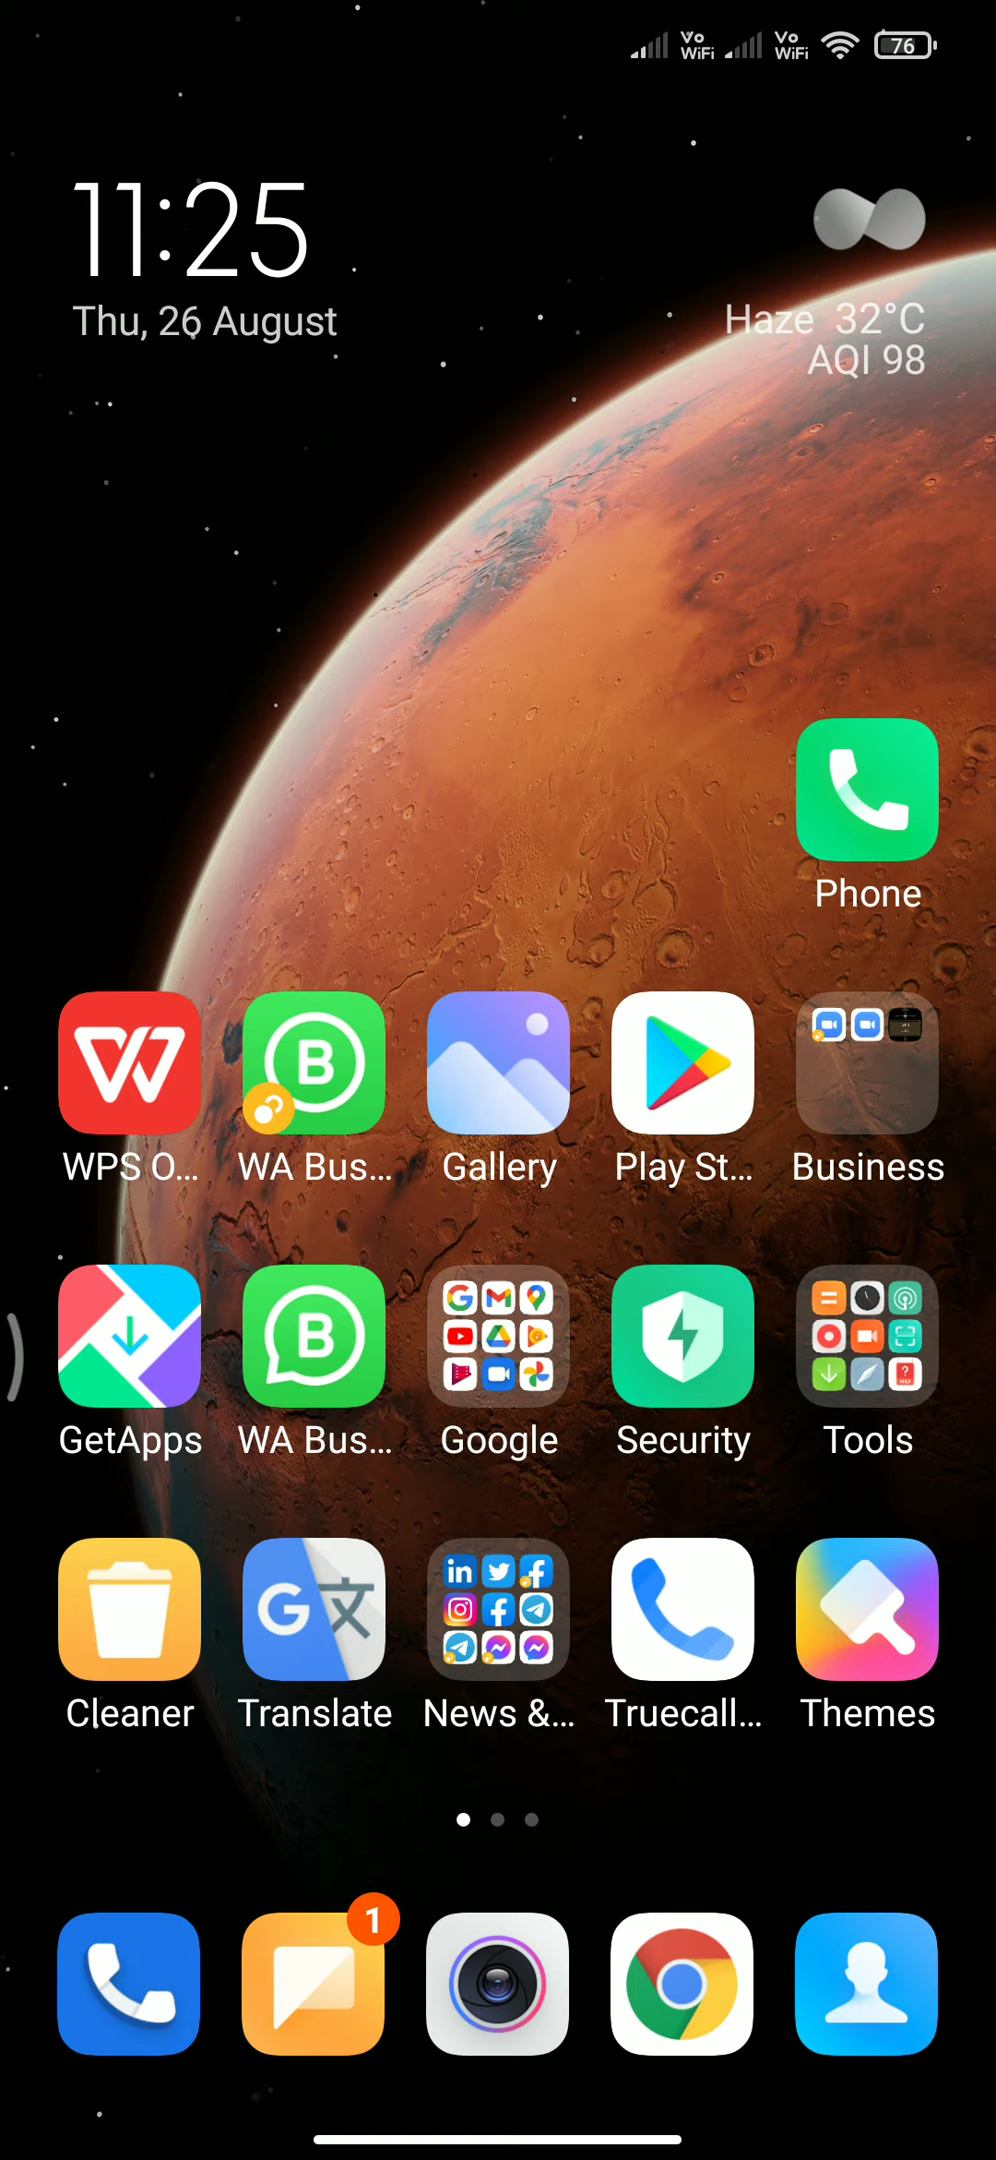 Vo WiFi Vo WiFi 76
11:25
Thu, 26 August
Haze 32°C
AQI 98
Phone
WPS O... WA Bus... Gallery Play St... Business
GetApps WA Bus... Google Security Tools
Cleaner Translate News &... Truecall... Themes
1